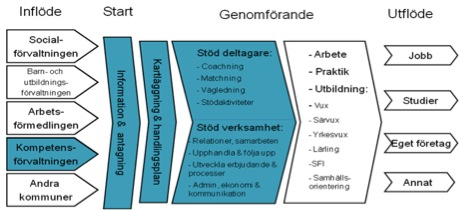 Inflöde
Start
Genomförande
Utflöde
Social-
förvaltningen
Barn- och
utbildnings-
förvaltningen
Arbets-
förmedlingen
Kompetens-
förvaltningen
Andra
kommuner
Information & antagning
Kartläggning & handlingsplan
Stöd deltagare:
- Coachning
- Matchning
- Vägledning
- Stödaktiviteter
Stöd verksamhet:
- Relationer, samarbeten
- Upphandla & följa upp
- Utveckla erbjudande &
processer
- Admin, ekonomi &
kommunikation
- Arbete
- Praktik
- Utbildning:
- Vux
- Särvux
- Yrkesvux
- Lärling
-SFI
- Samhälls-
orientering
Jobb
Studier
Eget företag
Annat